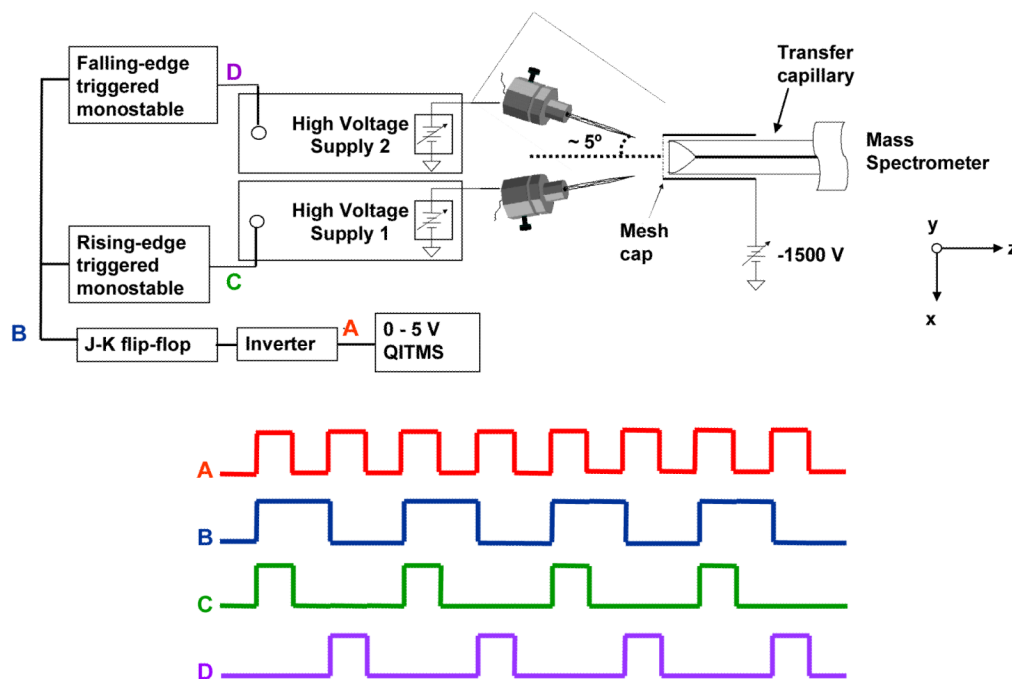 Falling-edge
triggered
monostable
D
High Voltage
Supply 2
~ 5º
Transfer
capillary
Mass
Spectrometer
High Voltage
Supply 1
Mesh
cap
-1500 V
y
z
x
Rising-edge
triggered
monostable
C
B
J-K flip-flop
Inverter
A
0 - 5 V
QITMS
A
B
C
D